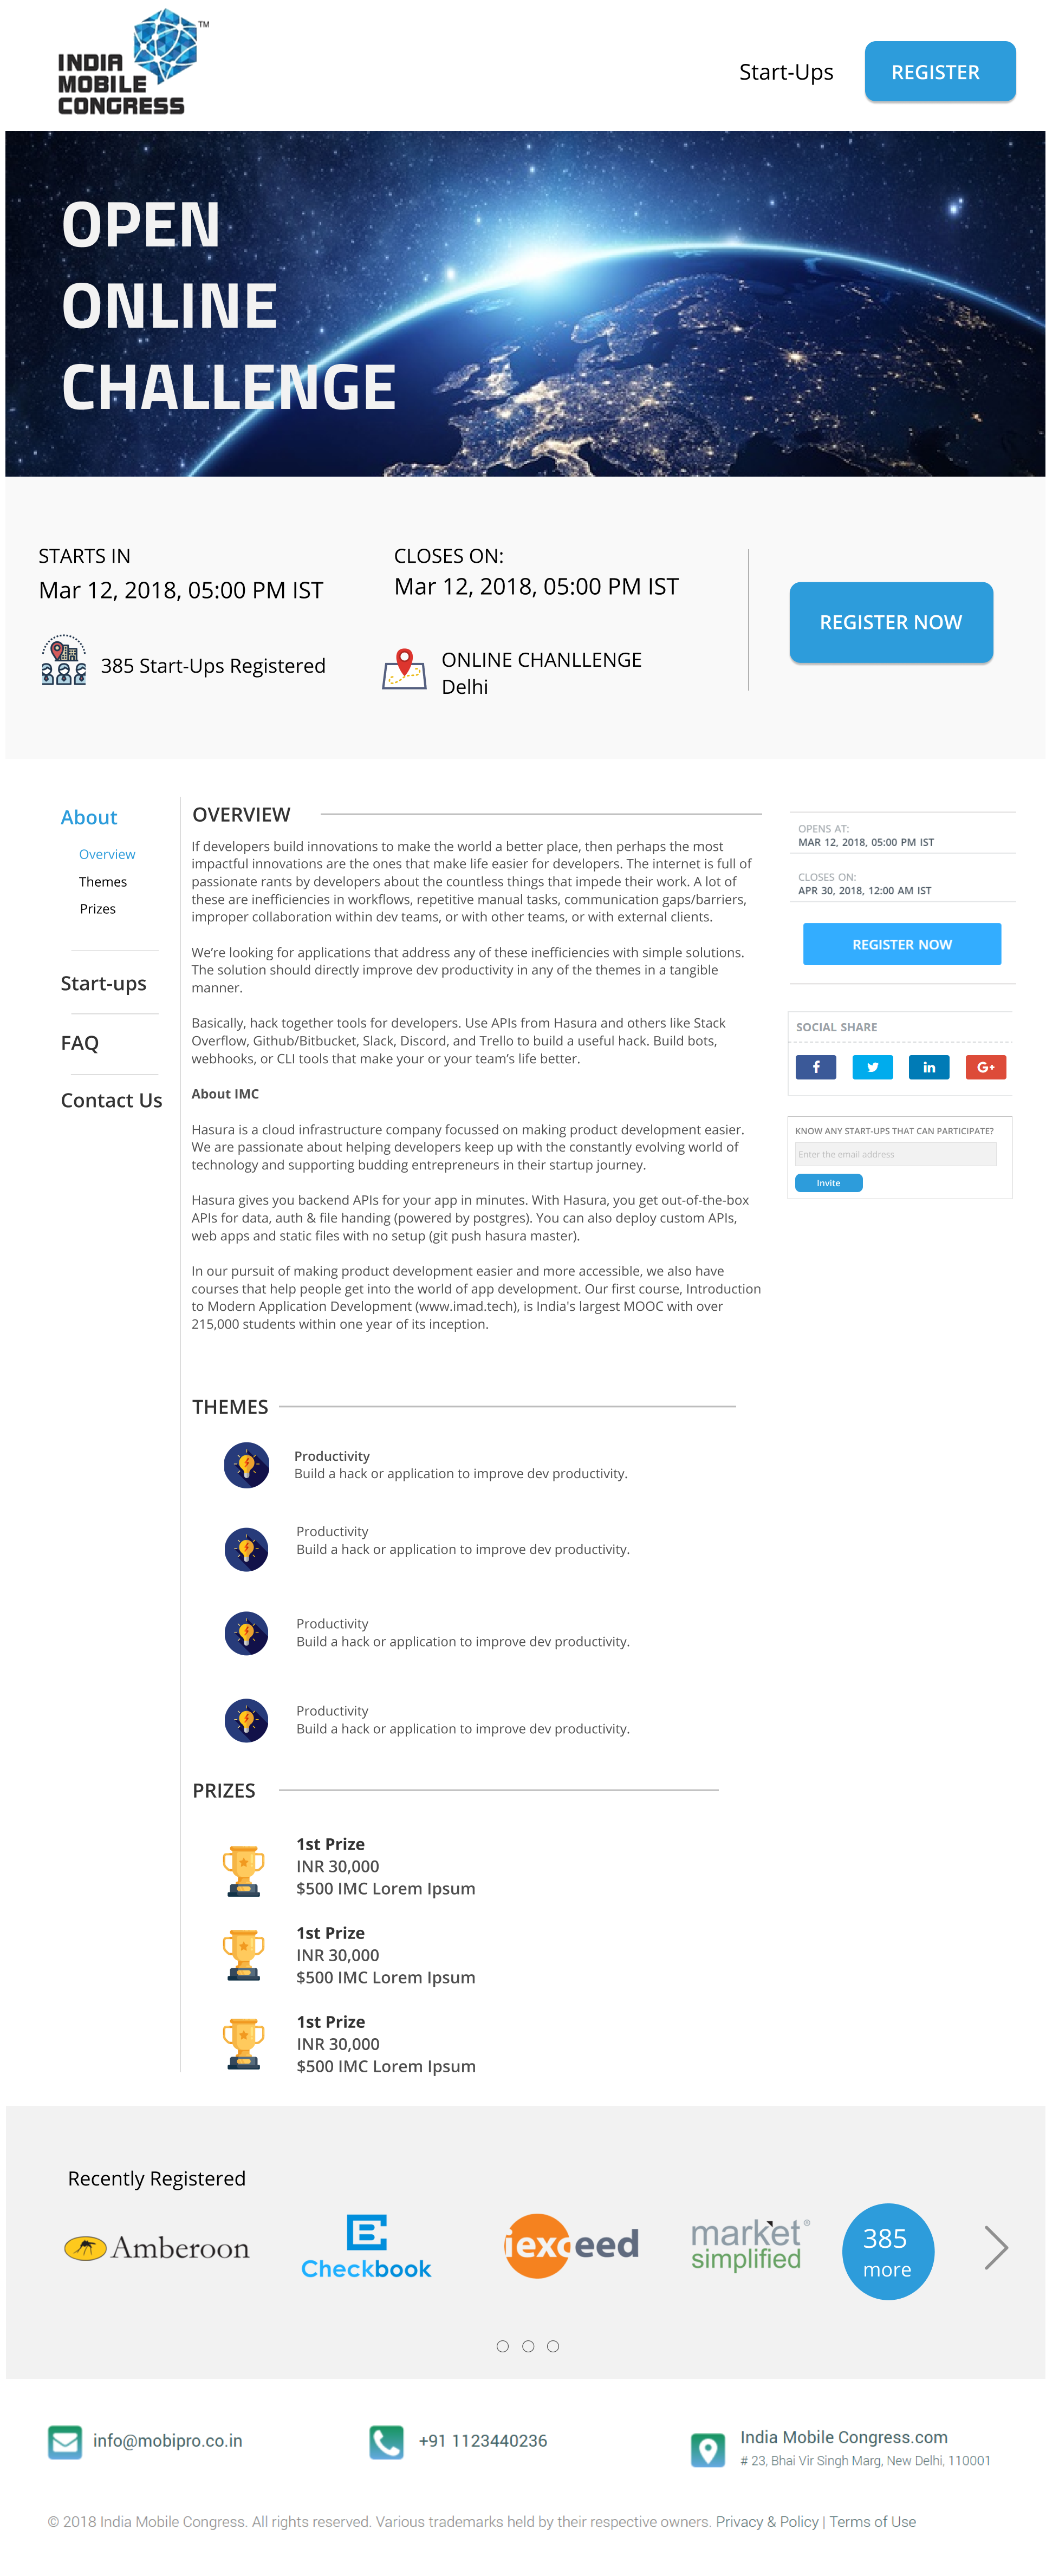 INDIA
MOBILE
CONGRESS
TM
Start-Ups
REGISTER
OPEN
ONLINE
CHALLENGE
STARTS IN
Mar 12, 2018, 05:00 PM IST
385 Start-Ups Registered
CLOSES ON:
Mar 12, 2018, 05:00 PM IST
ONLINE CHANLLENGE
Delhi
REGISTER NOW
About
Overview
Themes
Prizes
Start-ups
FAQ
Contact Us
OVERVIEW
If developers build innovations to make the world a better place, then perhaps the most
impactful innovations are the ones that make life easier for developers. The internet is full of
passionate rants by developers about the countless things that impede their work. A lot of
these are inefficiencies in workflows, repetitive manual tasks, communication gaps/barriers,
improper collaboration within dev teams, or with other teams, or with external clients.
We're looking for applications that address any of these inefficiencies with simple solutions.
The solution should directly improve dev productivity in any of the themes in a tangible
manner.
Basically, hack together tools for developers. Use APIs from Hasura and others like Stack
Overflow, Github/Bitbucket, Slack, Discord, and Trello to build a useful hack. Build bots,
webhooks, or CLI tools that make your or your team's life better.
About IMC
Hasura is a cloud infrastructure company focussed on making product development easier.
We are passionate about helping developers keep up with the constantly evolving world of
technology and supporting budding entrepreneurs in their startup journey.
Hasura gives you backend APIs for your app in minutes. With Hasura, you get out-of-the-box
APIs for data, auth & file handing (powered by postgres). You can also deploy custom APIs,
web apps and static files with no setup (git push hasura master).
In our pursuit of making product development easier and more accessible, we also have
courses that help people get into the world of app development. Our first course, Introduction
to Modern Application Development (www.imad.tech), is India's largest MOOC with over
215,000 students within one year of its inception.
OPENS AT:
MAR 12, 2018, 05:00 PM IST
CLOSES ON:
APR 30, 2018, 12:00 AM IST
REGISTER NOW
SOCIAL SHARE
f
in
G+
KNOW ANY START-UPS THAT CAN PARTICIPATE?
Enter the email address
Invite
THEMES
Productivity
Build a hack or application to improve dev productivity.
Productivity
Build a hack or application to improve dev productivity.
Productivity
Build a hack or application to improve dev productivity.
Productivity
Build a hack or application to improve dev productivity.
PRIZES
1st Prize
INR 30,000
$500 IMC Lorem Ipsum
1st Prize
INR 30,000
$500 IMC Lorem Ipsum
1st Prize
INR 30,000
$500 IMC Lorem Ipsum
Recently Registered
Amberoon
Checkbook
iexceed
market®
simplified
385
more
info@mobipro.co.in
+91 1123440236
India Mobile Congress.com
# 23, Bhai Vir Singh Marg, New Delhi, 110001
© 2018 India Mobile Congress. All rights reserved. Various trademarks held by their respective owners. Privacy & Policy | Terms of Use